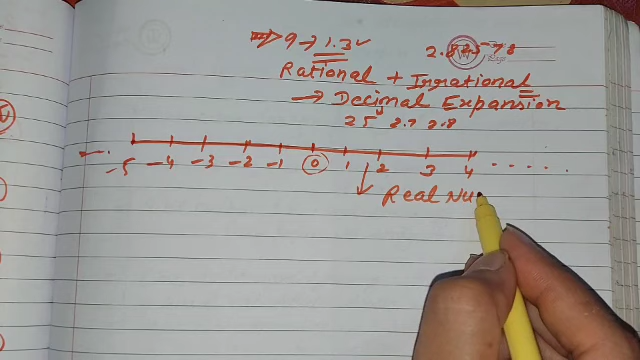 9 → 1.3 ✓ 2.82578
Rational + Irrational
→ Decimal Expansion
2.5 2.7 2.8
-5 -4 -3 -2 -1 0 1 2 3 4 . . . . .
Real Nu